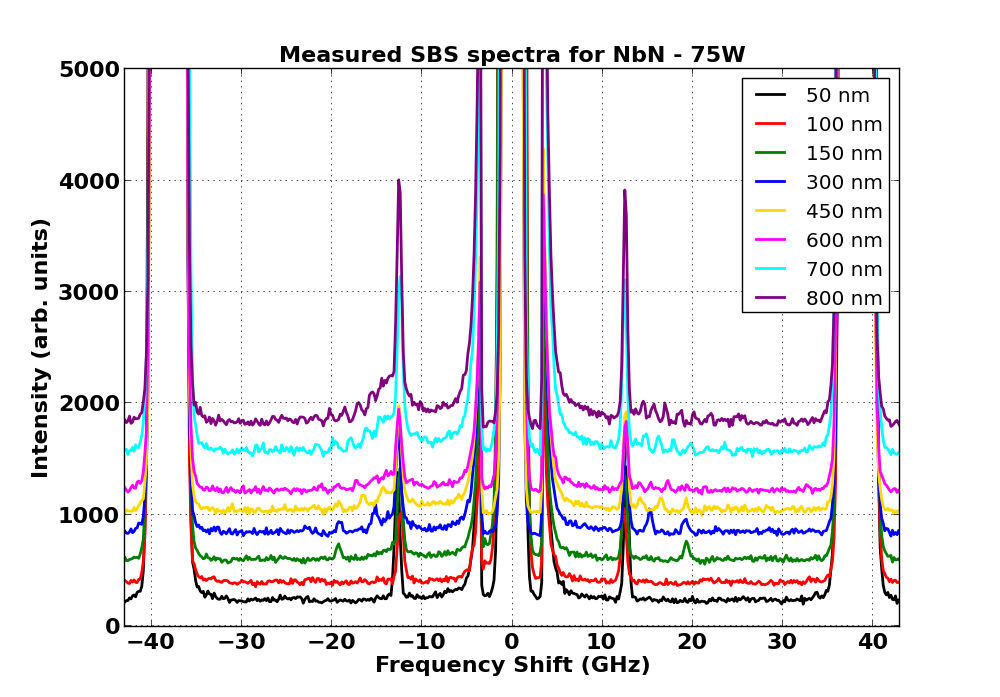 Measured SBS spectra for NbN - 75W
Intensity (arb. units)
5000
4000
3000
2000
1000
0
−40 −30 −20 −10 0 10 20 30 40
Frequency Shift (GHz)
50 nm
100 nm
150 nm
300 nm
450 nm
600 nm
700 nm
800 nm